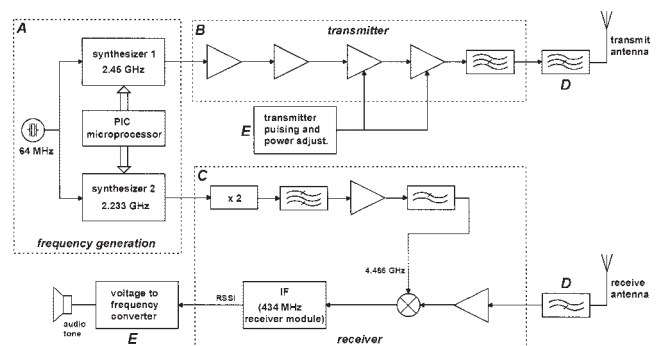 A
synthesizer 1
2.45 GHz
PIC
microprocessor
64 MHz
synthesizer 2
2.233 GHz
frequency generation
B
transmitter
transmit
antenna
D
E
transmitter
pulsing and
power adjust.
C
x 2
4.466 GHz
D
receive
antenna
IF
(434 MHz
receiver module)
RSSI
receiver
voltage to
frequency
converter
E
audio
tone